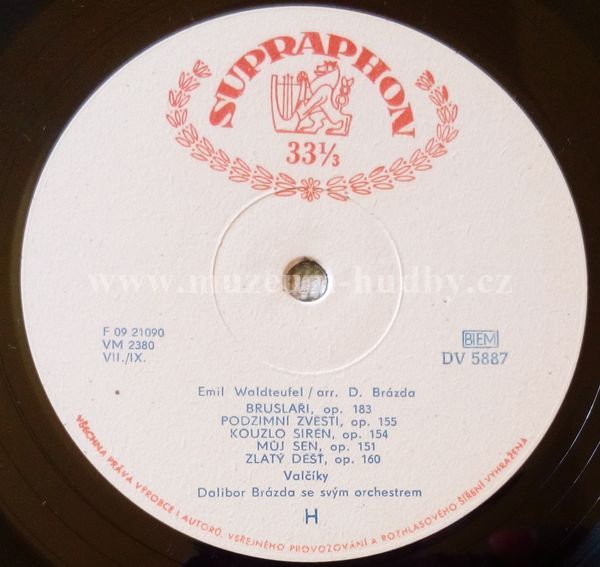 SUPRAPHON
33⅓
www.muzeum-hudby.cz
F 09 21090
VM 2380
VII./IX.
BIEM
DV 5887
Emil Waldteufel / arr. D. Brázda
BRUSLAŘI, op. 183
PODZIMNÍ ZVĚSTI, op. 155
KOUZLO SIRÉN, op. 154
MŮJ SEN, op. 151
ZLATÝ DÉŠŤ, op. 160
Valčíky
Dalibor Brázda se svým orchestrem
H
VŠECHNA PRÁVA VÝROBCE I AUTORŮ, VEŘEJNÉHO PROVOZOVÁNÍ A ROZHLASOVÉHO ŠÍŘENÍ VYHRAŽENA